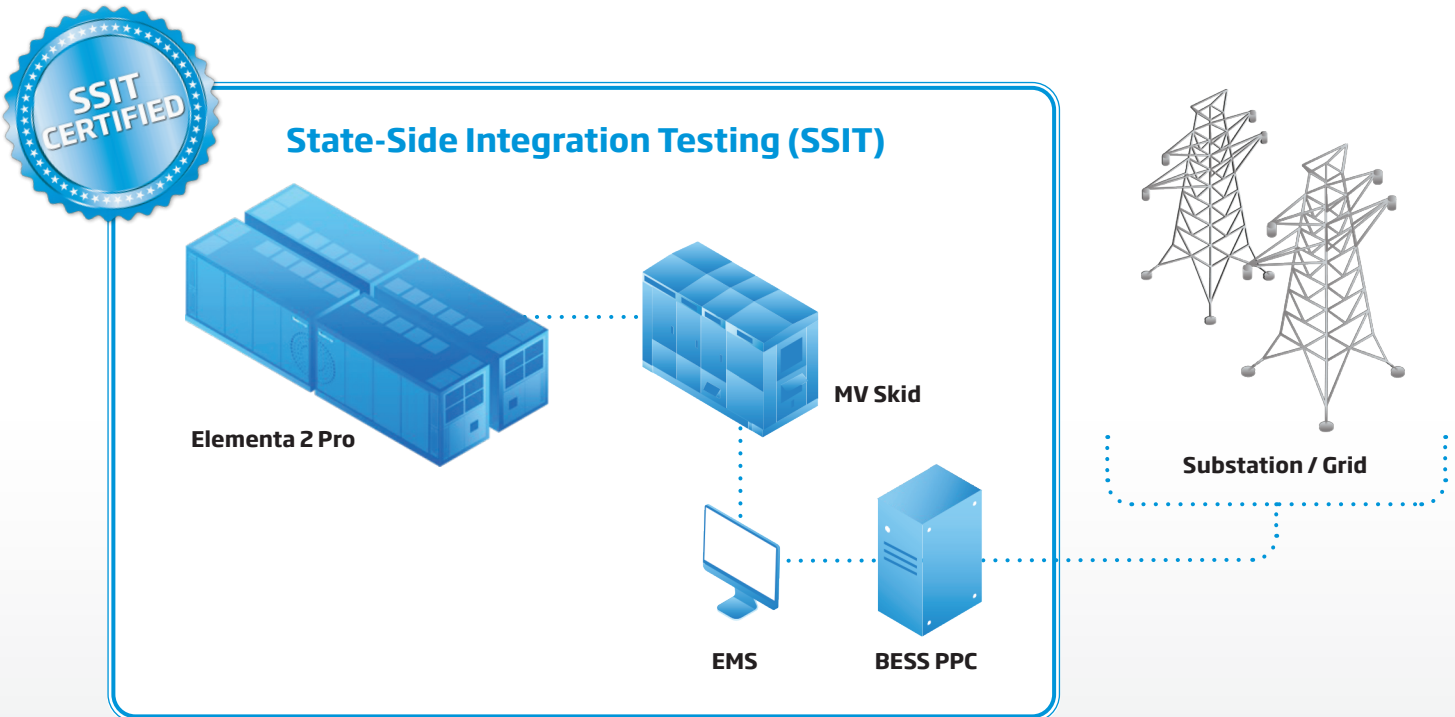 SSIT
CERTIFIED
State-Side Integration Testing (SSIT)
Elementa 2 Pro
MV Skid
Substation / Grid
EMS
BESS PPC